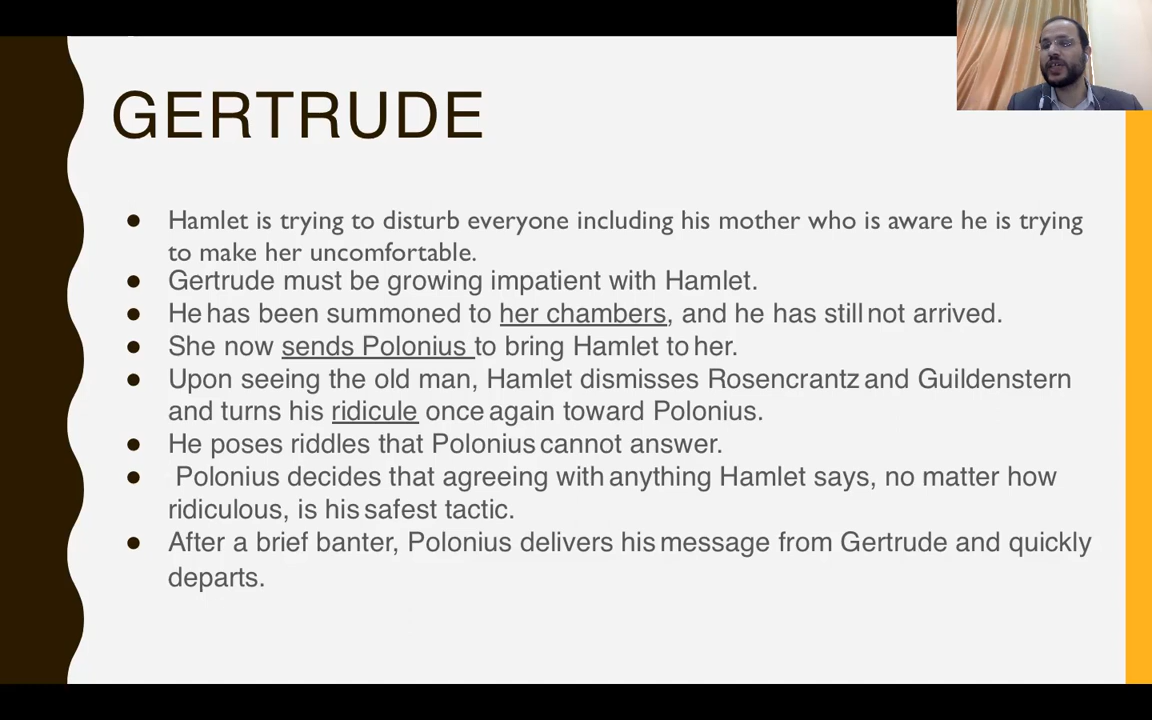 GERTRUDE
● Hamlet is trying to disturb everyone including his mother who is aware he is trying
to make her uncomfortable.
● Gertrude must be growing impatient with Hamlet.
● He has been summoned to her chambers, and he has still not arrived.
● She now sends Polonius to bring Hamlet to her.
● Upon seeing the old man, Hamlet dismisses Rosencrantz and Guildenstern
and turns his ridicule once again toward Polonius.
● He poses riddles that Polonius cannot answer.
● Polonius decides that agreeing with anything Hamlet says, no matter how
ridiculous, is his safest tactic.
● After a brief banter, Polonius delivers his message from Gertrude and quickly
departs.